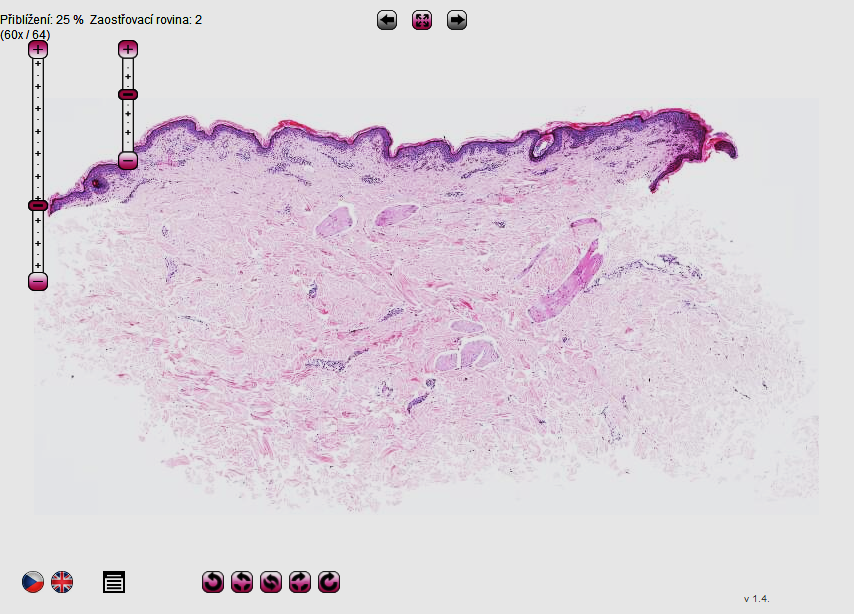 Přiblížení: 25 % Zaostřovací rovina: 2
(60x / 64)
v 1.4.